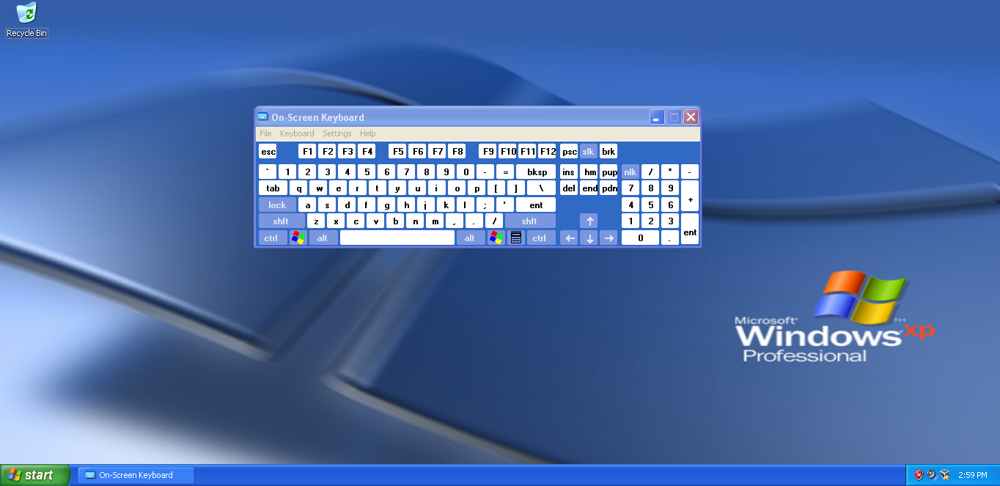 Recycle Bin
On-Screen Keyboard
File Keyboard Settings Help
esc F1 F2 F3 F4 F5 F6 F7 F8 F9 F10 F11 F12 psc slk brk
` 1 2 3 4 5 6 7 8 9 0 - = bksp ins hm pup nlk / * -
tab q w e r t y u i o p [ ] \ del end pdn 7 8 9 +
lock a s d f g h j k l ; ' ent 4 5 6
shft z x c v b n m , . / shft ↑ 1 2 3 ent
ctrl alt alt ctrl ← ↓ → 0 .
Microsoft
Windows xp
TM
Professional
start On-Screen Keyboard 2:59 PM